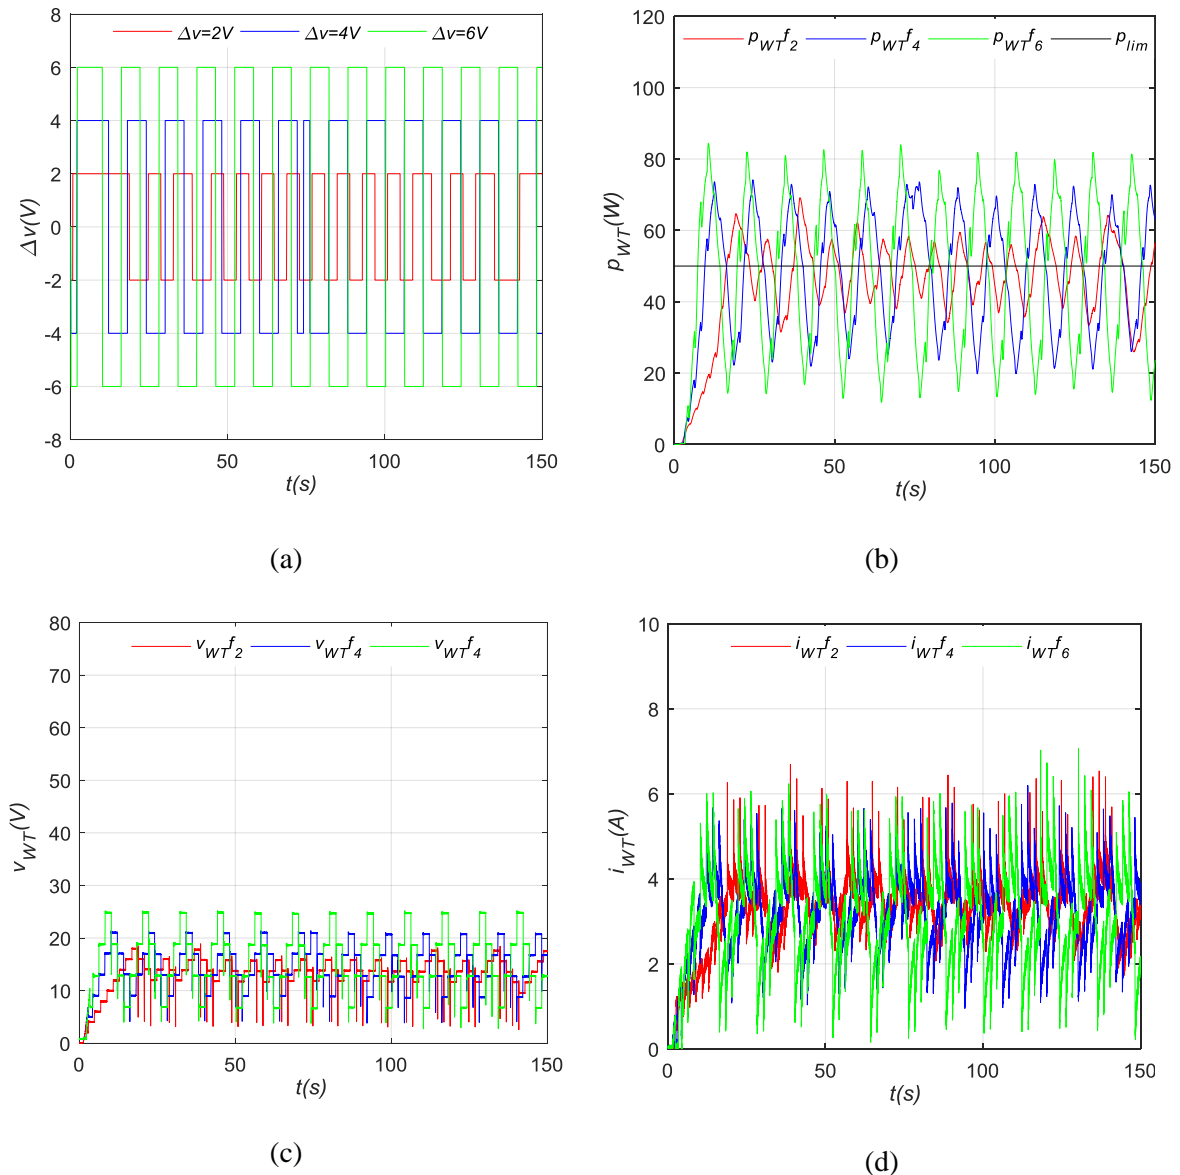 Δv=2V Δv=4V Δv=6V
8
6
4
2
0
-2
-4
-6
-8
Δv(V)
0 50 100 150
t(s)
(a)
p_WT f_2 p_WT f_4 p_WT f_6 p_lim
120
100
80
60
40
20
0
p_WT(W)
0 50 100 150
t(s)
(b)
v_WT f_2 v_WT f_4 v_WT f_4
80
70
60
50
40
30
20
10
0
v_WT(V)
0 50 100 150
t(s)
(c)
i_WT f_2 i_WT f_4 i_WT f_6
10
8
6
4
2
0
i_WT(A)
0 50 100 150
t(s)
(d)